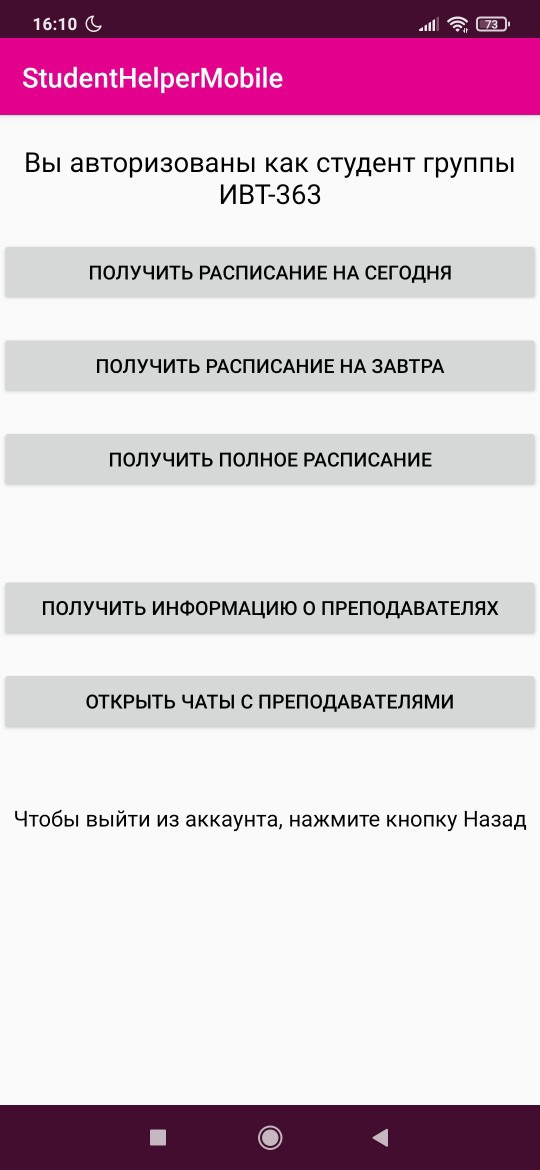 16:10
73
StudentHelperMobile
Вы авторизованы как студент группы
ИВТ-363
ПОЛУЧИТЬ РАСПИСАНИЕ НА СЕГОДНЯ
ПОЛУЧИТЬ РАСПИСАНИЕ НА ЗАВТРА
ПОЛУЧИТЬ ПОЛНОЕ РАСПИСАНИЕ
ПОЛУЧИТЬ ИНФОРМАЦИЮ О ПРЕПОДАВАТЕЛЯХ
ОТКРЫТЬ ЧАТЫ С ПРЕПОДАВАТЕЛЯМИ
Чтобы выйти из аккаунта, нажмите кнопку Назад